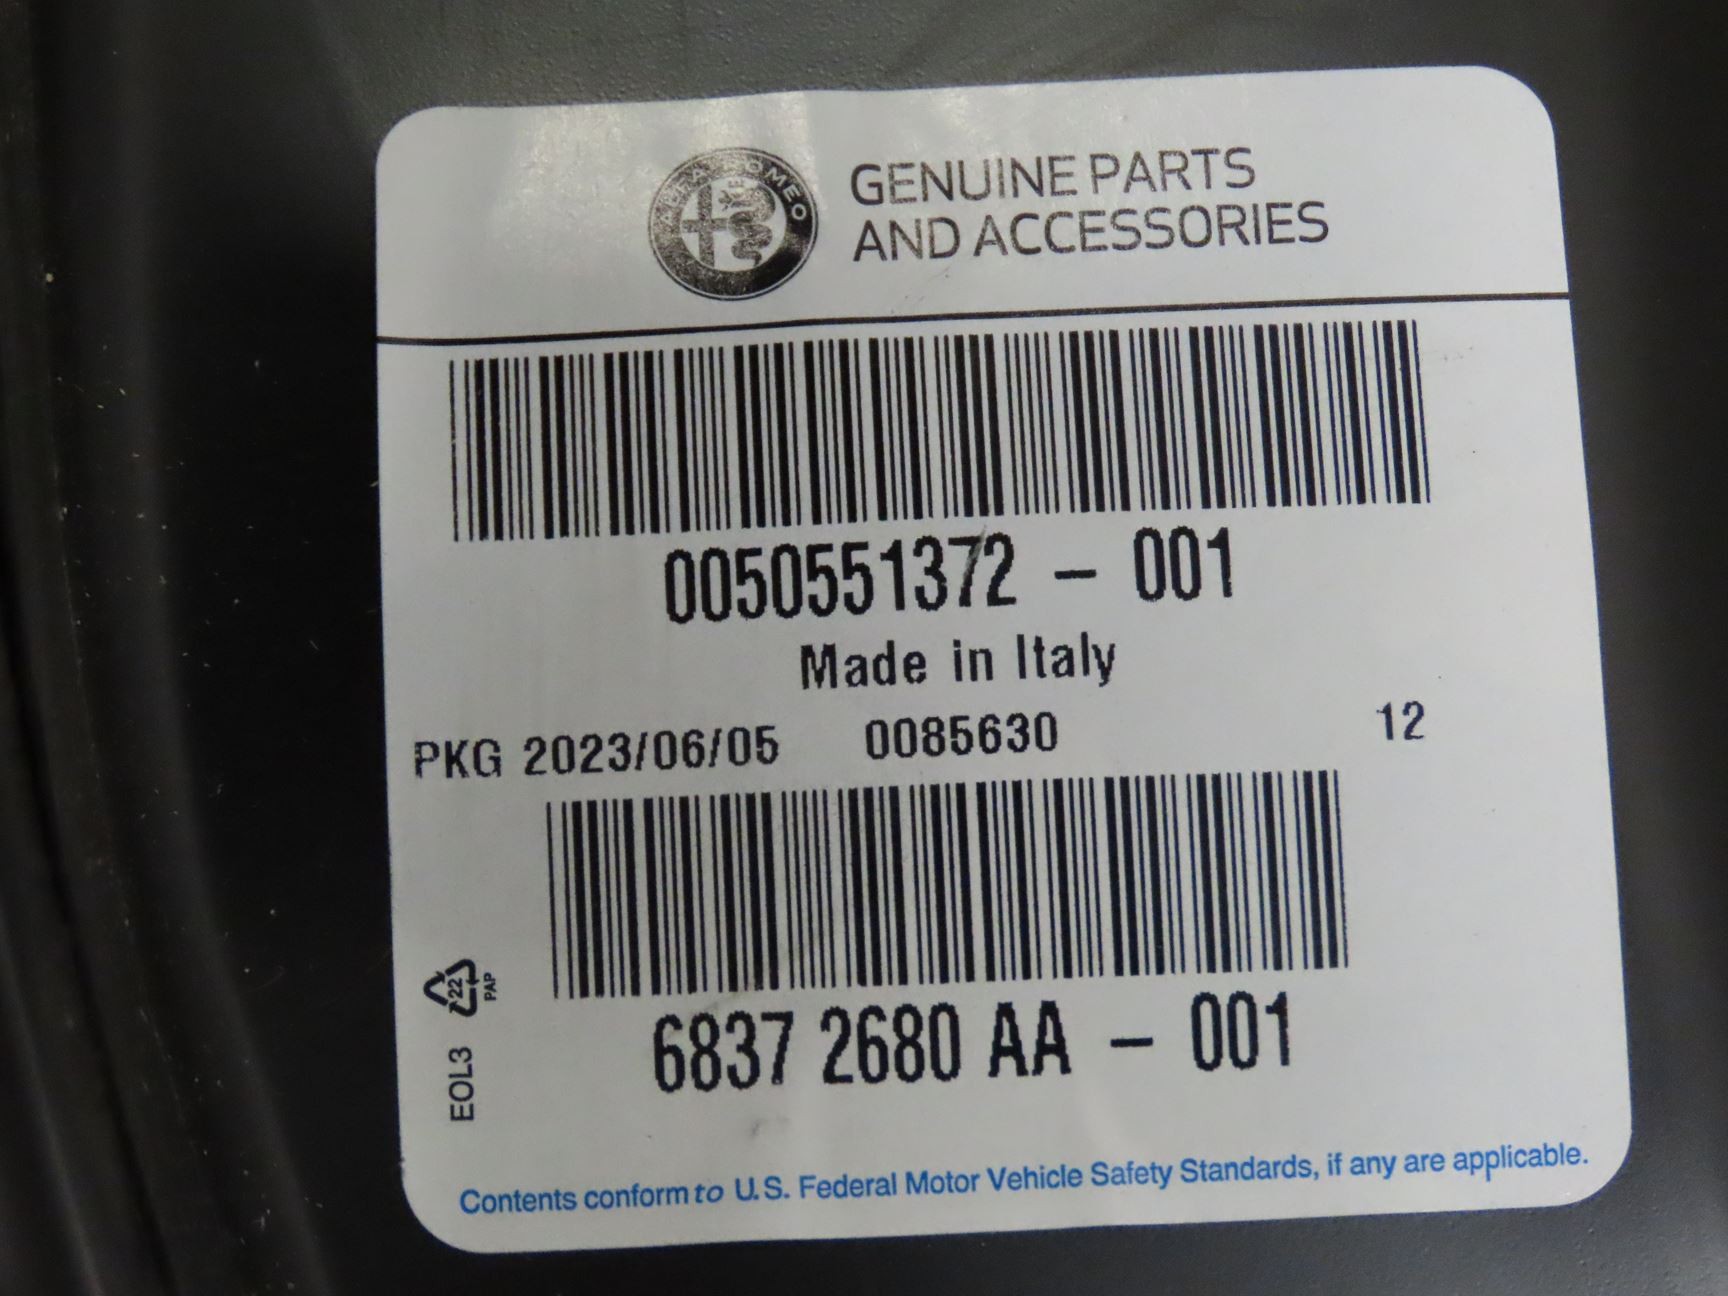 ALFA ROMEO
GENUINE PARTS
AND ACCESSORIES
0050551372 - 001
Made in Italy
PKG 2023/06/05 0085630 12
22
PAP
EOL3
6837 2680 AA - 001
Contents conform to U.S. Federal Motor Vehicle Safety Standards, if any are applicable.